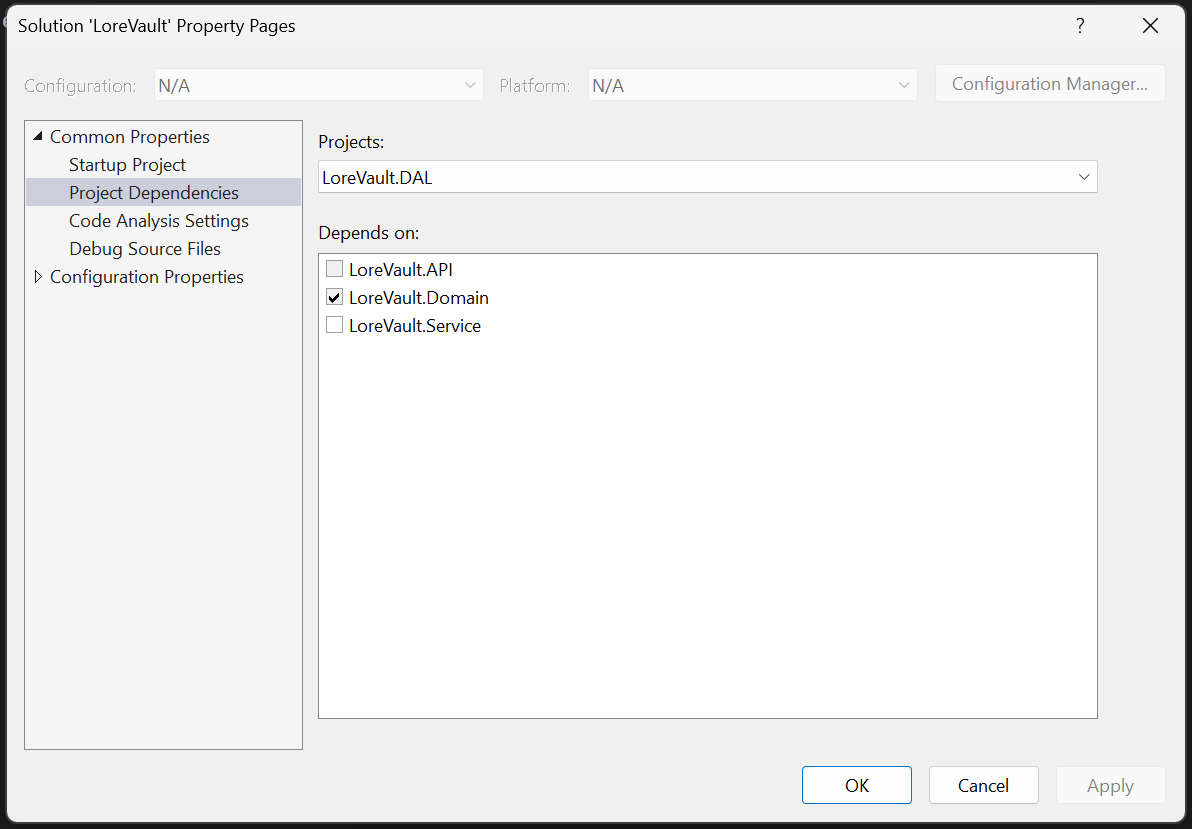 Solution 'LoreVault' Property Pages
?
Configuration: N/A Platform: N/A Configuration Manager...
Common Properties
Startup Project
Project Dependencies
Code Analysis Settings
Debug Source Files
Configuration Properties
Projects:
LoreVault.DAL
Depends on:
LoreVault.API
LoreVault.Domain
LoreVault.Service
OK Cancel Apply